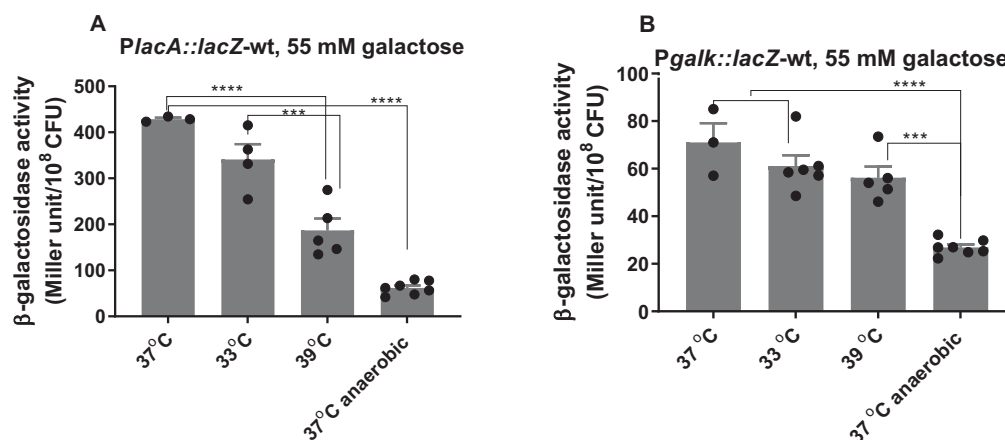 A
PlacA::lacZ-wt, 55 mM galactose
β-galactosidase activity
(Miller unit/10⁸ CFU)
500
400
300
200
100
0
****
***
****
37°C
33°C
39°C
37°C anaerobic
B
Pgalk::lacZ-wt, 55 mM galactose
β-galactosidase activity
(Miller unit/10⁸ CFU)
100
80
60
40
20
0
****
***
37°C
33°C
39°C
37°C anaerobic